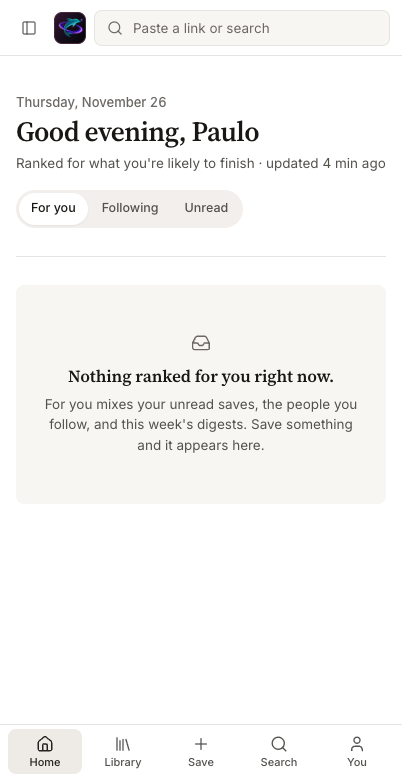 Paste a link or search
Thursday, November 26
Good evening, Paulo
Ranked for what you're likely to finish · updated 4 min ago
For you
Following
Unread
Nothing ranked for you right now.
For you mixes your unread saves, the people you
follow, and this week's digests. Save something
and it appears here.
Home
Library
Save
Search
You